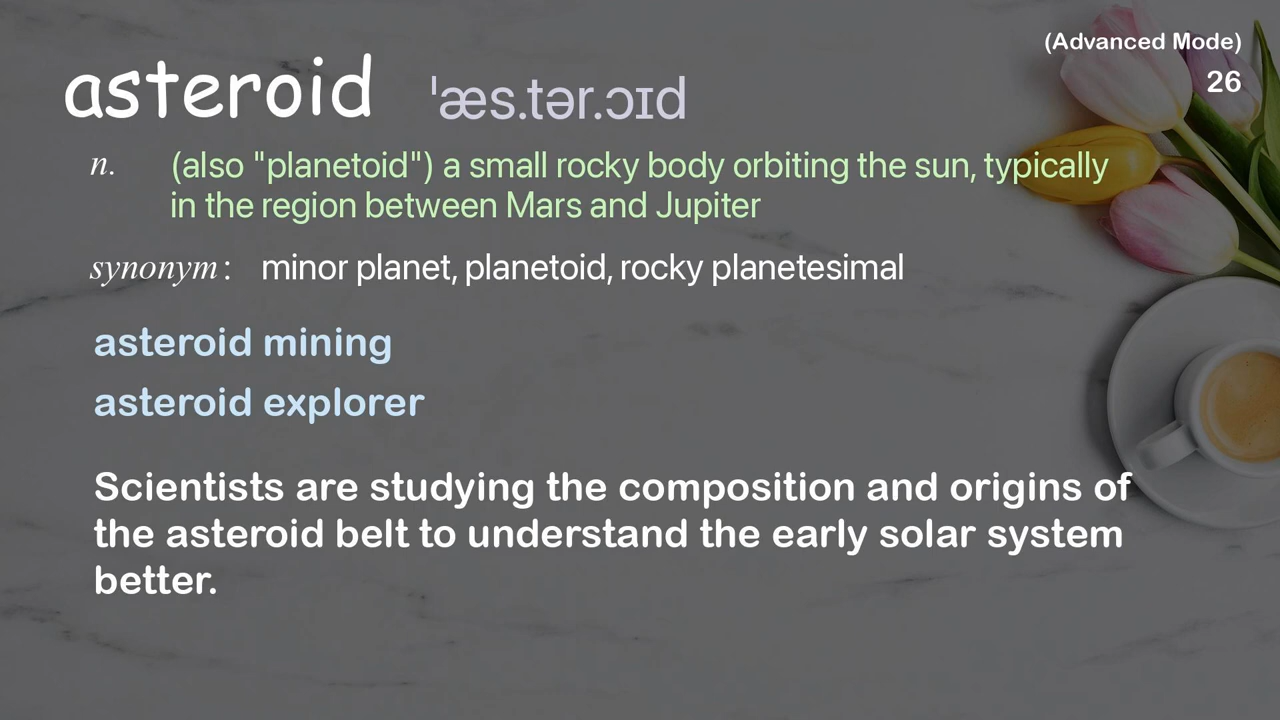 (Advanced Mode)
26
asteroid ˈæs.tər.ɔɪd
n. (also "planetoid") a small rocky body orbiting the sun, typically
in the region between Mars and Jupiter
synonym: minor planet, planetoid, rocky planetesimal
asteroid mining
asteroid explorer
Scientists are studying the composition and origins of
the asteroid belt to understand the early solar system
better.